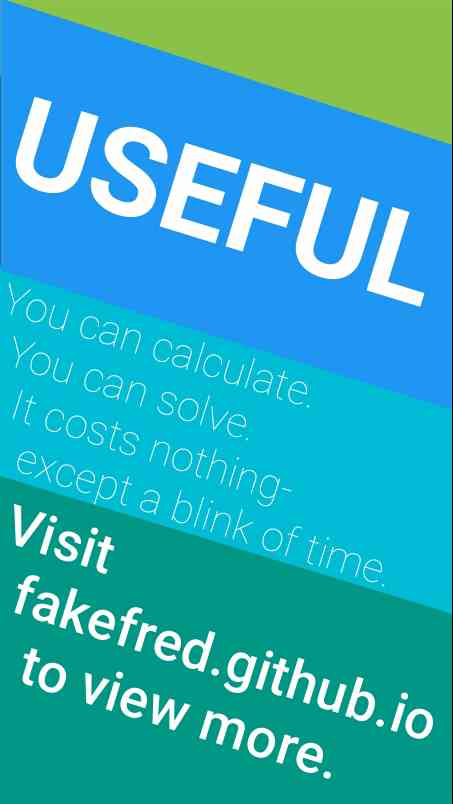 USEFUL
You can calculate.
You can solve.
It costs nothing-
except a blink of time.
Visit
fakefred.github.io
to view more.